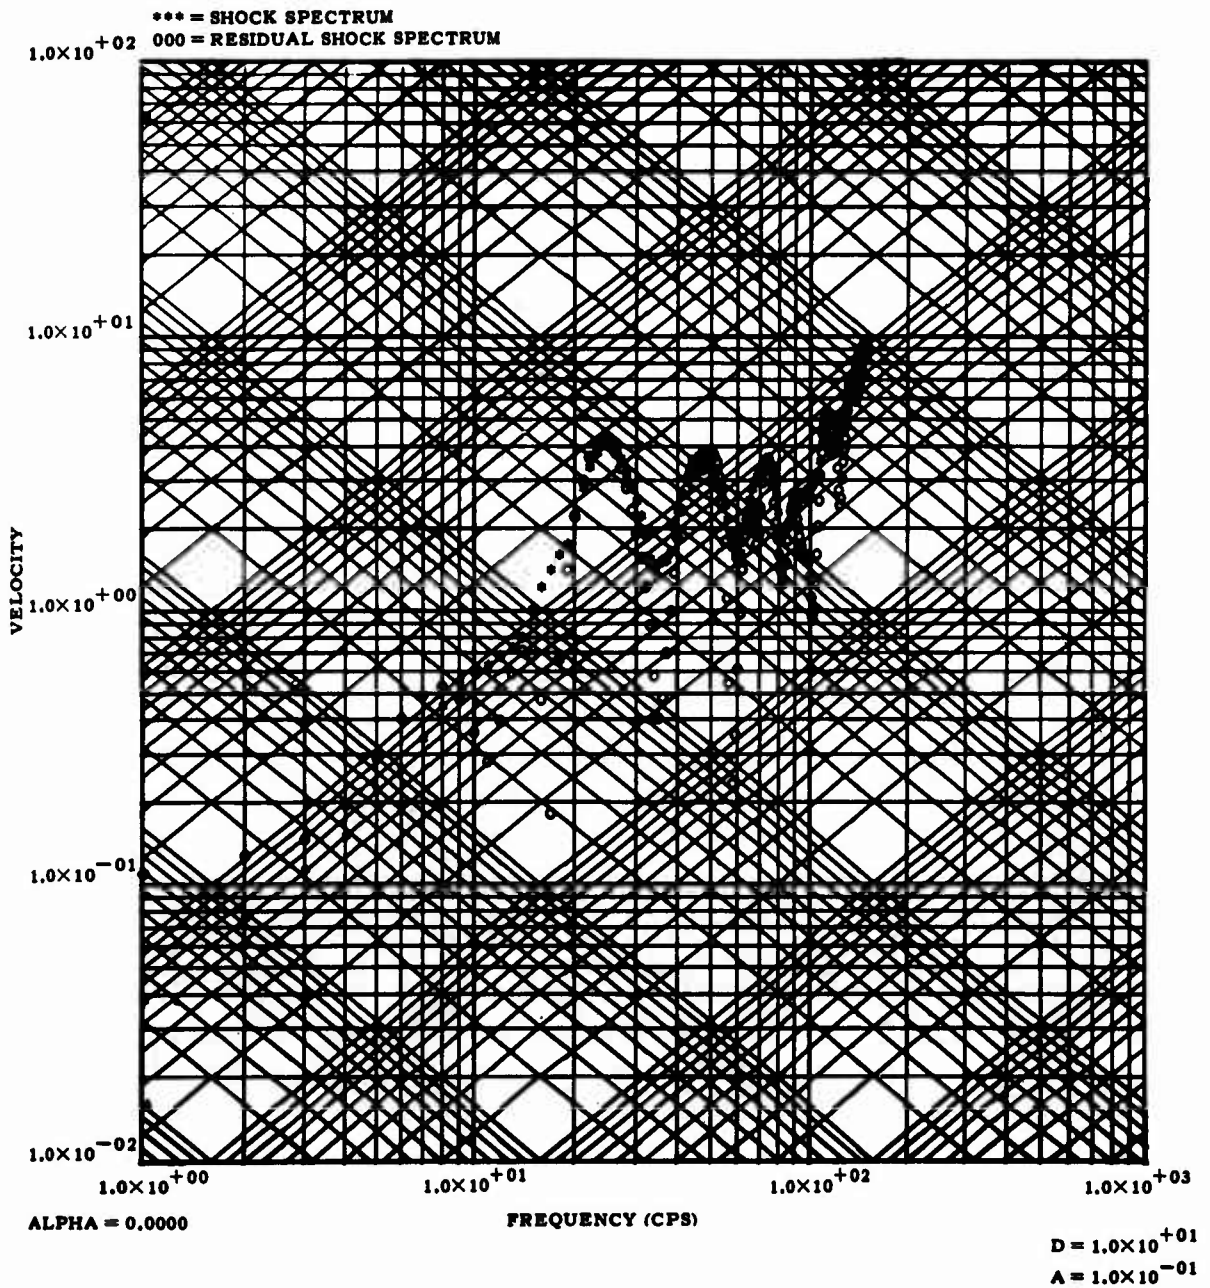 *** = SHOCK SPECTRUM
000 = RESIDUAL SHOCK SPECTRUM
1.0×10+02
1.0×10+01
VELOCITY
1.0×10+00
1.0×10−01
1.0×10−02
1.0×10+00 1.0×10+01 1.0×10+02 1.0×10+03
ALPHA = 0.0000
FREQUENCY (CPS)
D = 1.0×10+01
A = 1.0×10−01